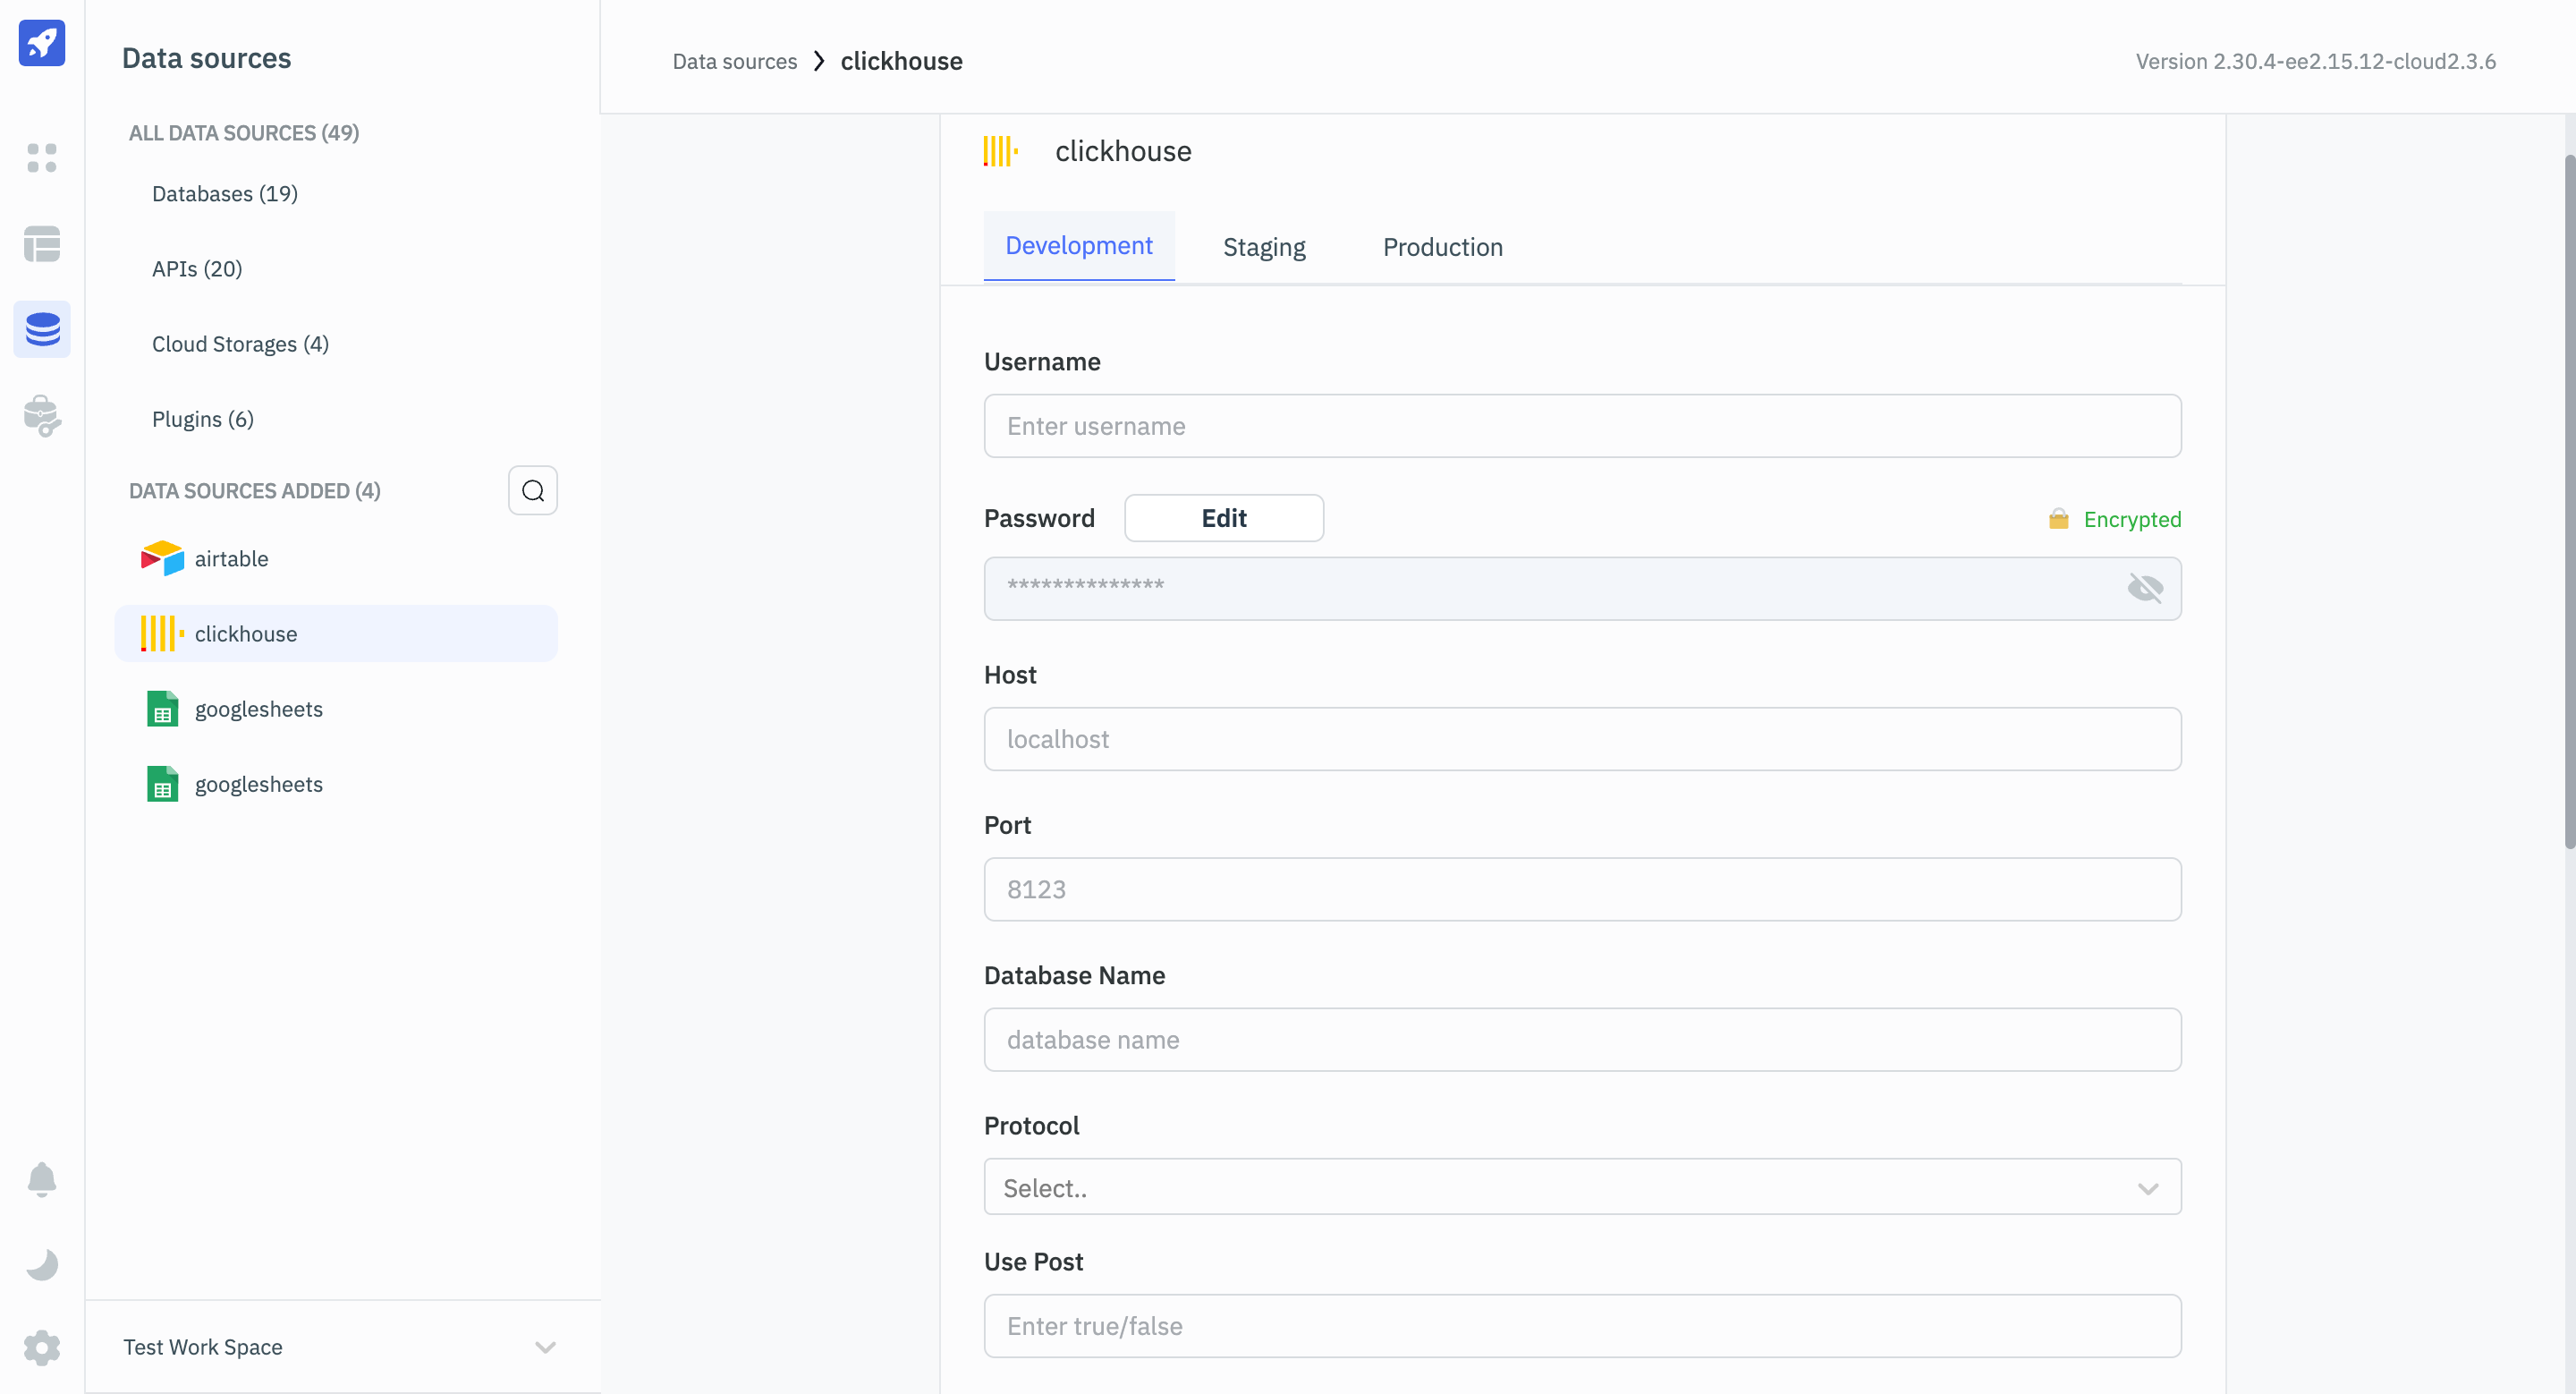 Data sources
ALL DATA SOURCES (49)
Databases (19)
APIs (20)
Cloud Storages (4)
Plugins (6)
DATA SOURCES ADDED (4)
airtable
clickhouse
googlesheets
googlesheets
Test Work Space
Data sources clickhouse
Version 2.30.4-ee2.15.12-cloud2.3.6
clickhouse
Development Staging Production
Username
Enter username
Password Edit Encrypted
**************
Host
localhost
Port
8123
Database Name
database name
Protocol
Select..
Use Post
Enter true/false